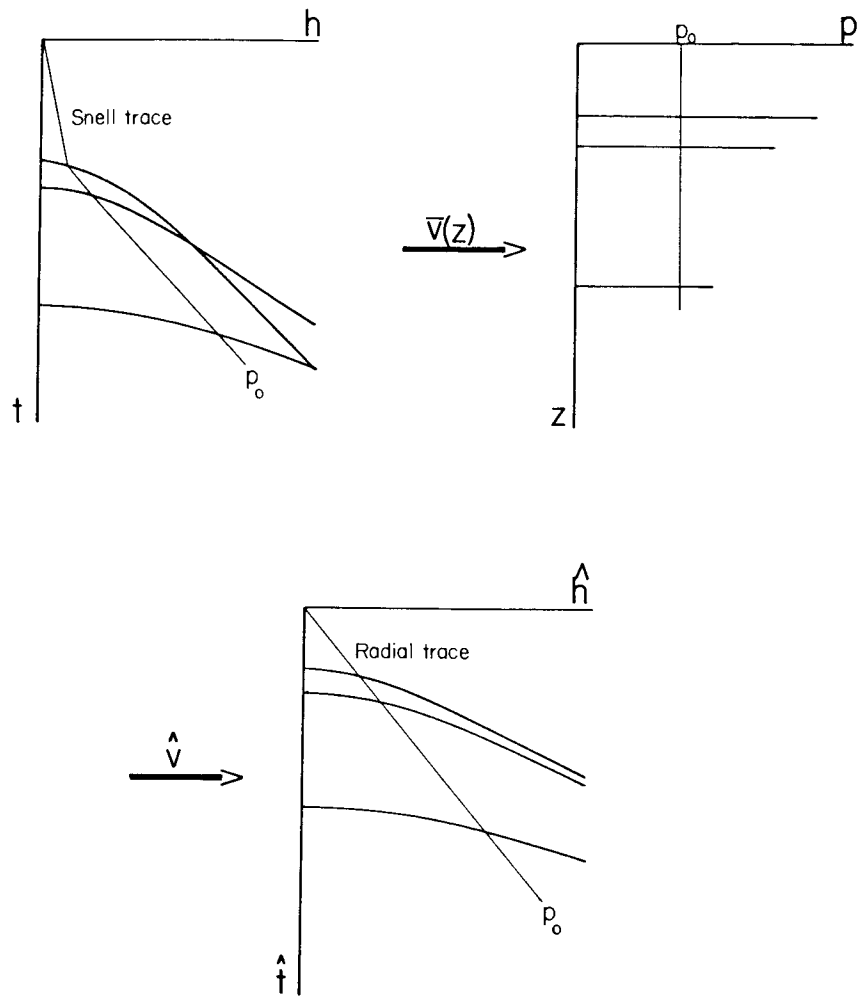 h
Snell trace
p₀
t
v̅(z)
p₀
p
z
v̂
ĥ
Radial trace
p₀
t̂